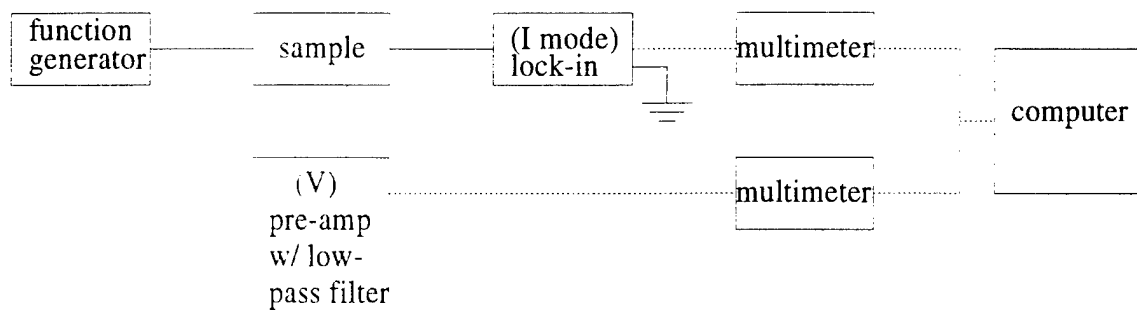 function
generator
sample
(I mode)
lock-in
multimeter
computer
(V)
pre-amp
w/ low-
pass filter
multimeter